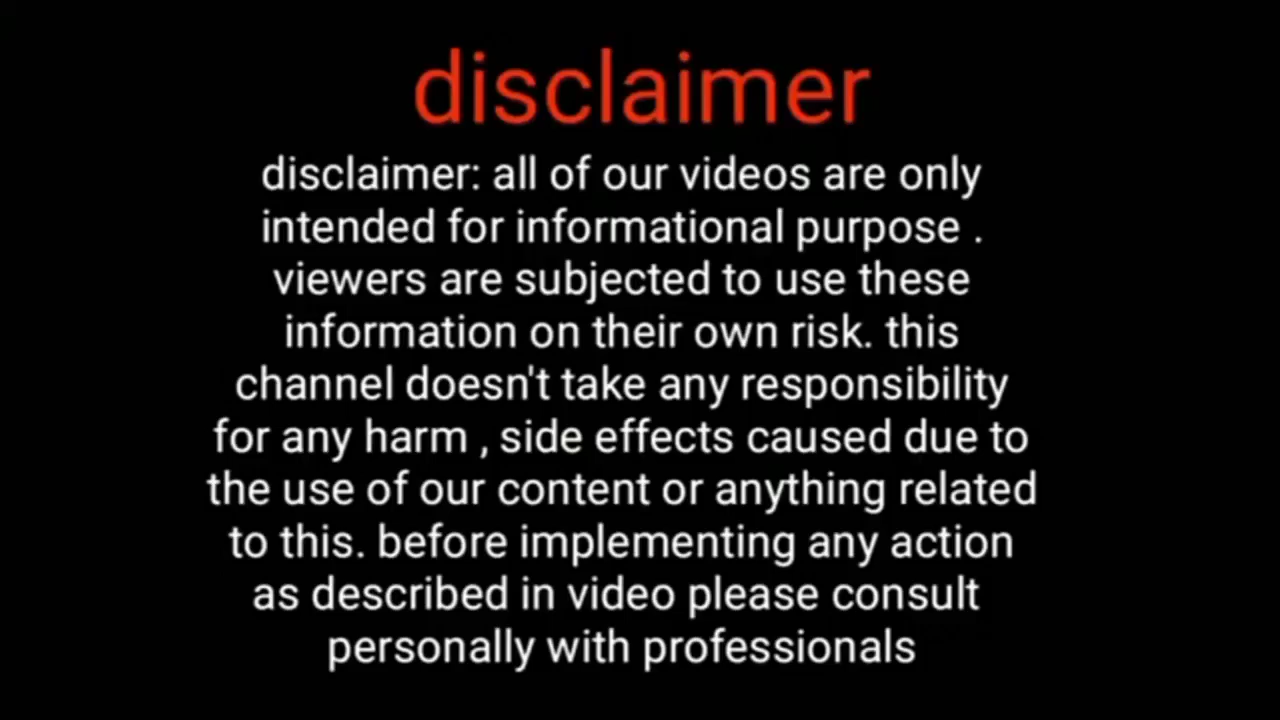 disclaimer
disclaimer: all of our videos are only
intended for informational purpose .
viewers are subjected to use these
information on their own risk. this
channel doesn't take any responsibility
for any harm , side effects caused due to
the use of our content or anything related
to this. before implementing any action
as described in video please consult
personally with professionals